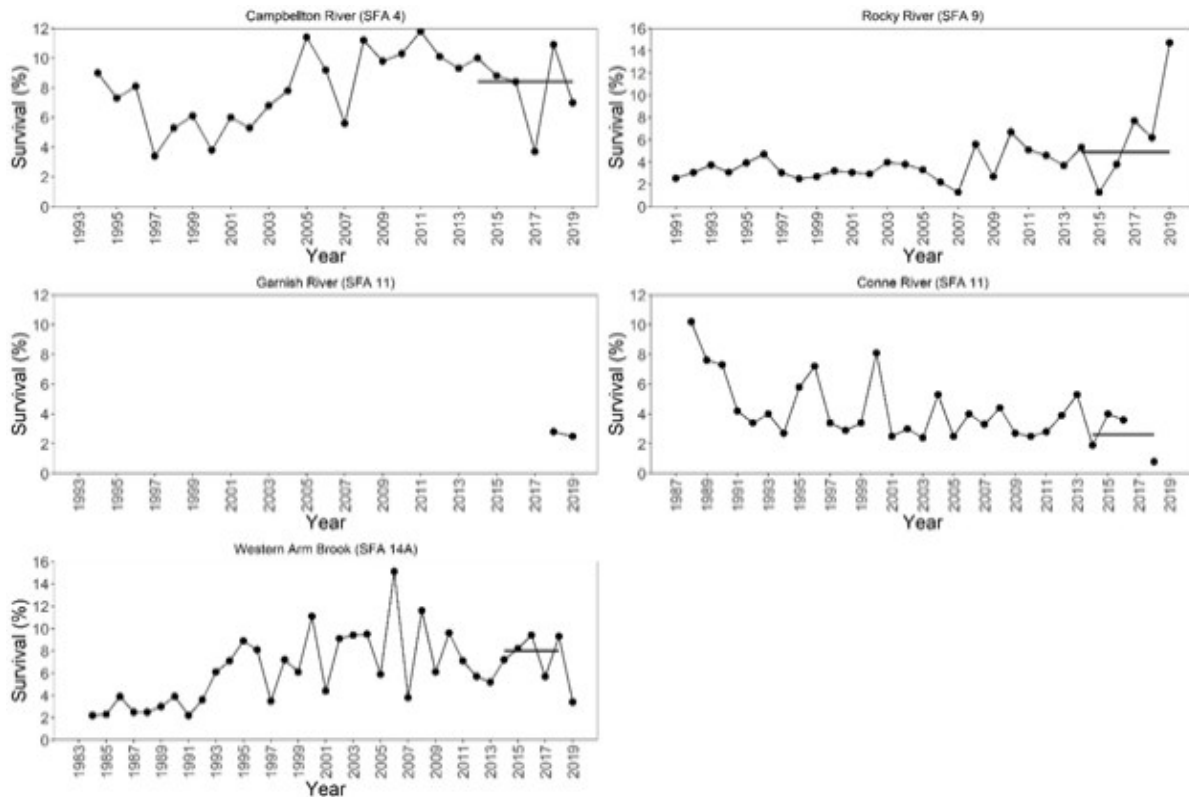 Campbellton River (SFA 4)
Survival (%)
12
10
8
6
4
2
0
1993 1995 1997 1999 2001 2003 2005 2007 2009 2011 2013 2015 2017 2019
Year
Rocky River (SFA 9)
Survival (%)
16
14
12
10
8
6
4
2
0
1991 1993 1995 1997 1999 2001 2003 2005 2007 2009 2011 2013 2015 2017 2019
Year
Garnish River (SFA 11)
Survival (%)
12
10
8
6
4
2
0
1993 1995 1997 1999 2001 2003 2005 2007 2009 2011 2013 2015 2017 2019
Year
Conne River (SFA 11)
Survival (%)
12
10
8
6
4
2
0
1987 1989 1991 1993 1995 1997 1999 2001 2003 2005 2007 2009 2011 2013 2015 2017 2019
Year
Western Arm Brook (SFA 14A)
Survival (%)
16
14
12
10
8
6
4
2
0
1983 1985 1987 1989 1991 1993 1995 1997 1999 2001 2003 2005 2007 2009 2011 2013 2015 2017 2019
Year